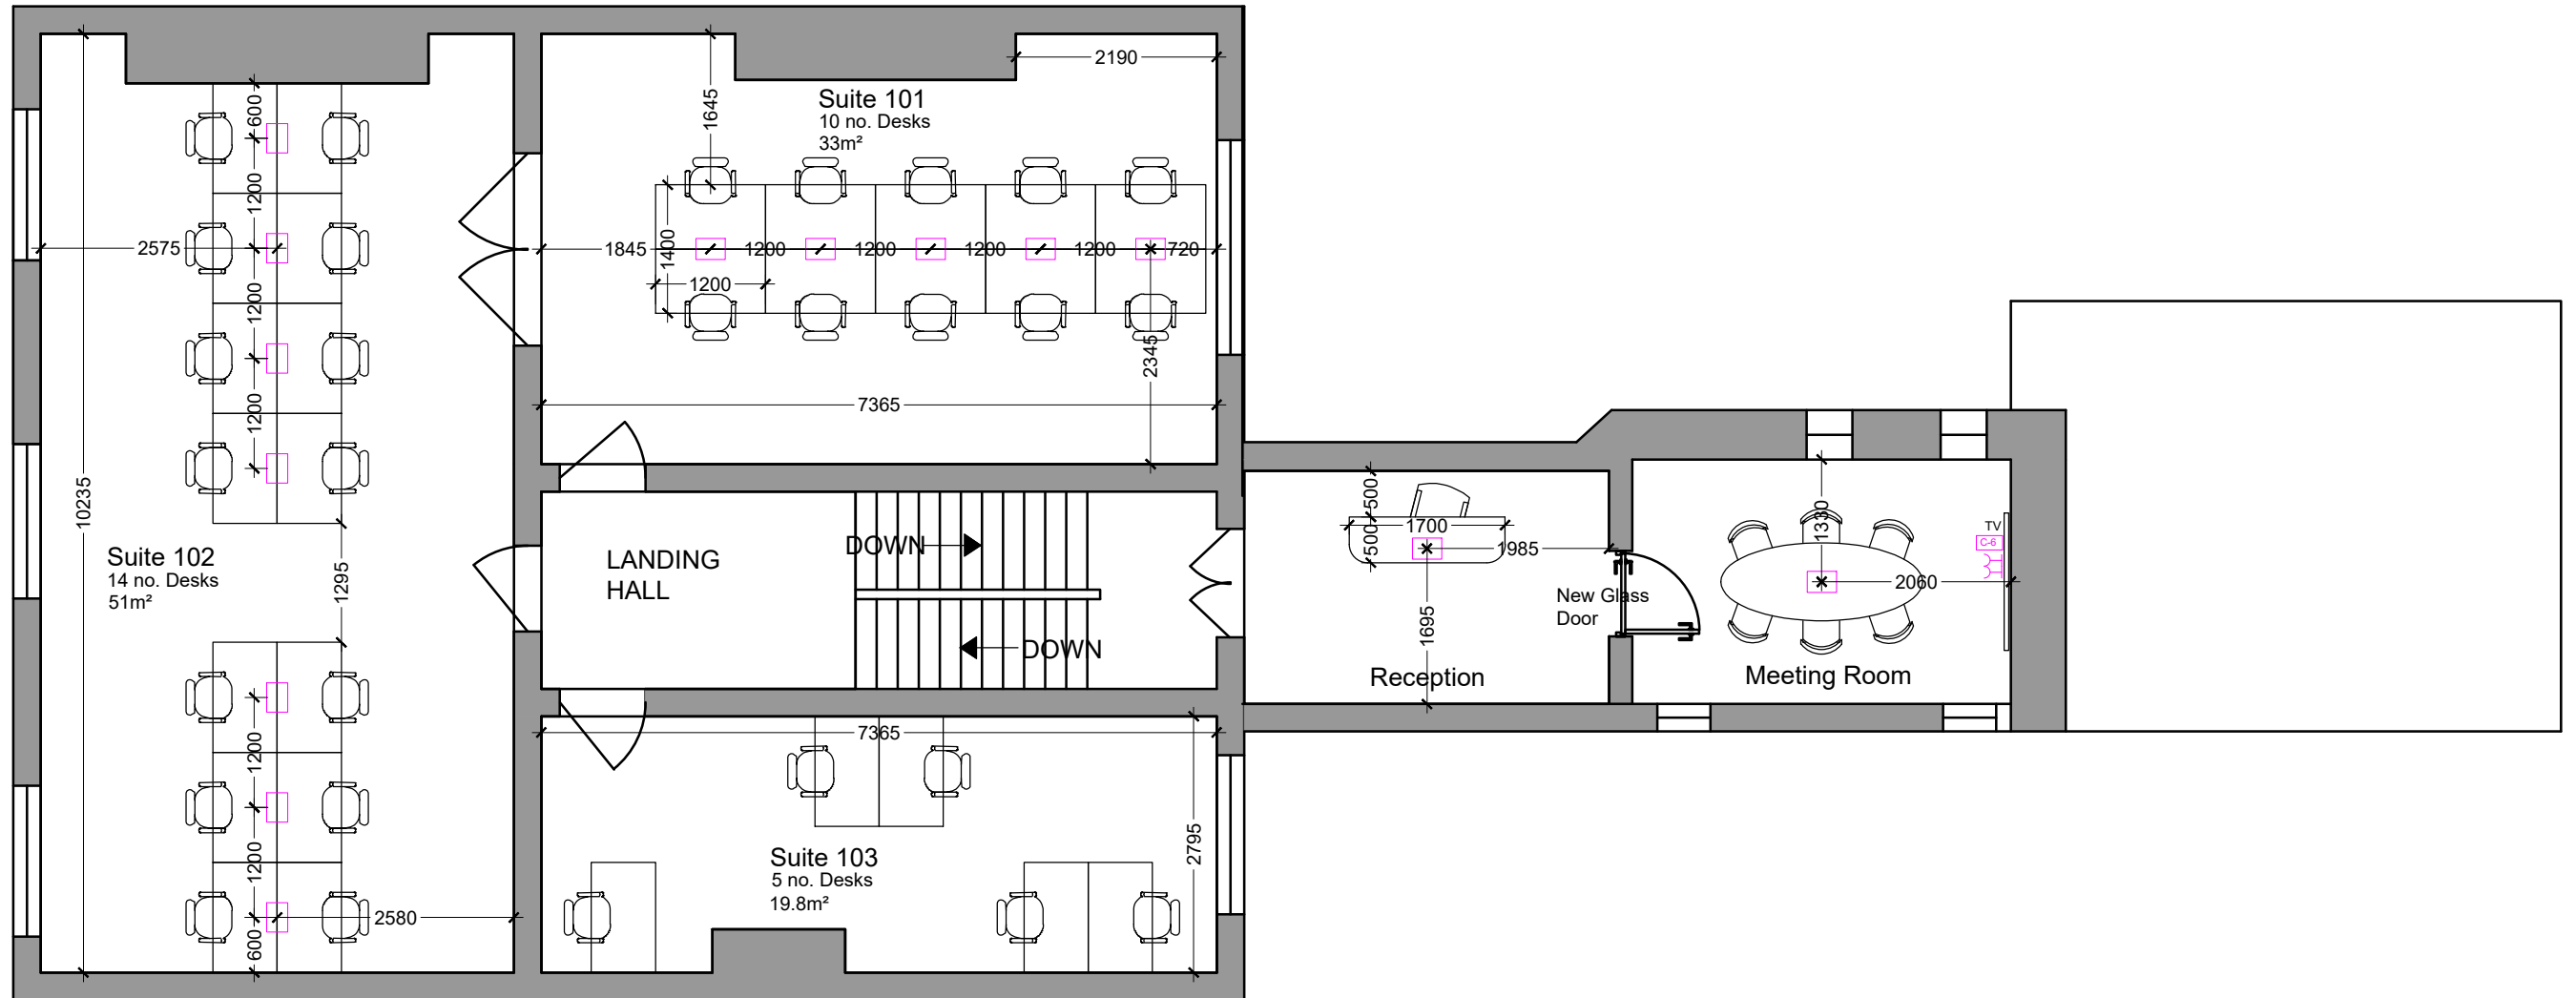 2190
600
1645
Suite 101
10 no. Desks
33m²
1200
2575
1845
1400
1200
1200
1200
1200
720
1200
1200
2345
7365
1200
10235
500
1700
500
1985
1330
TV
C-6
2060
DOWN
LANDING
HALL
Suite 102
14 no. Desks
51m²
1295
New Glass
Door
1695
DOWN
Reception
Meeting Room
1200
7365
2795
1200
Suite 103
5 no. Desks
19.8m²
2580
600